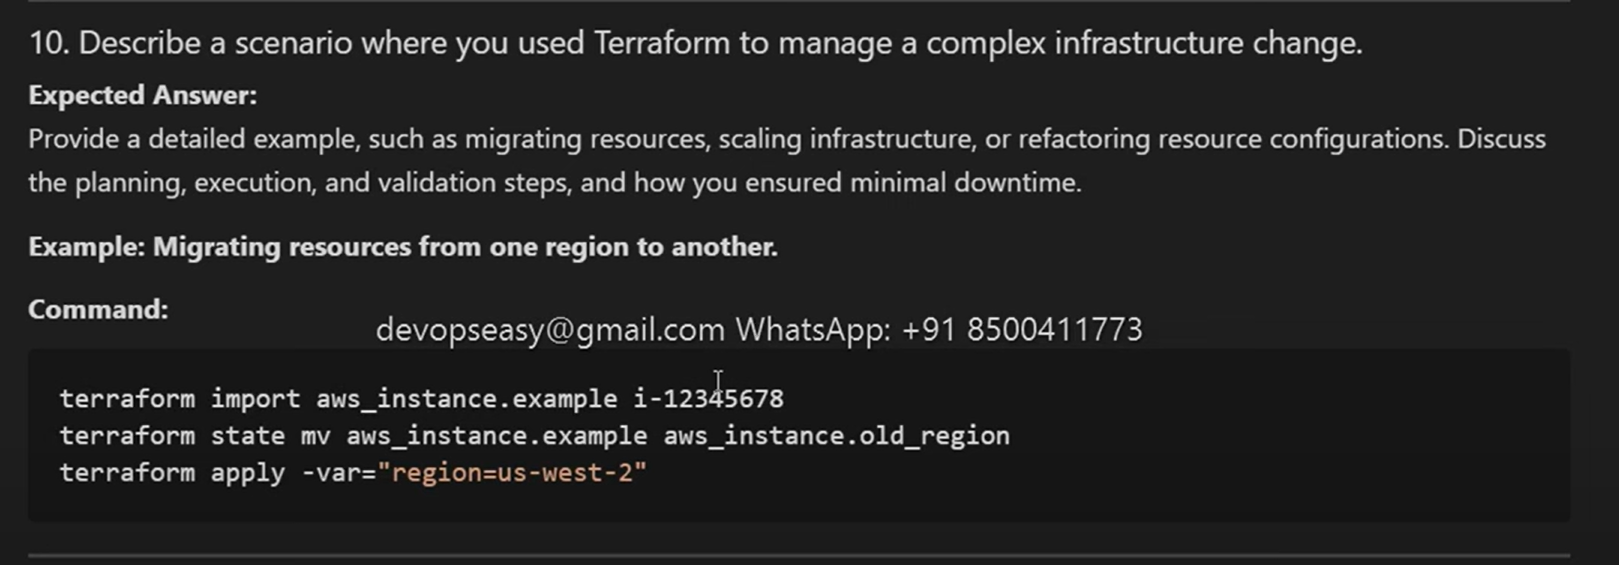 10. Describe a scenario where you used Terraform to manage a complex infrastructure change.
Expected Answer:
Provide a detailed example, such as migrating resources, scaling infrastructure, or refactoring resource configurations. Discuss
the planning, execution, and validation steps, and how you ensured minimal downtime.
Example: Migrating resources from one region to another.
Command:
devopseasy@gmail.com WhatsApp: +91 8500411773
terraform import aws_instance.example i-12345678
terraform state mv aws_instance.example aws_instance.old_region
terraform apply -var="region=us-west-2"